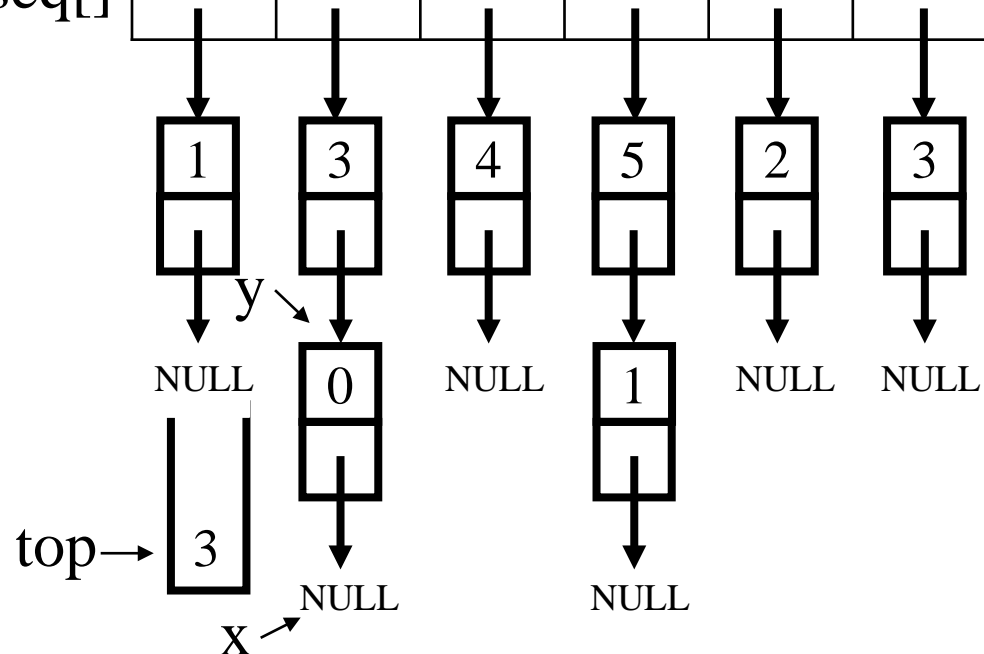 seq[]
1 3 4 5 2 3
y
NULL NULL NULL NULL
0 1
top 3
NULL NULL
x